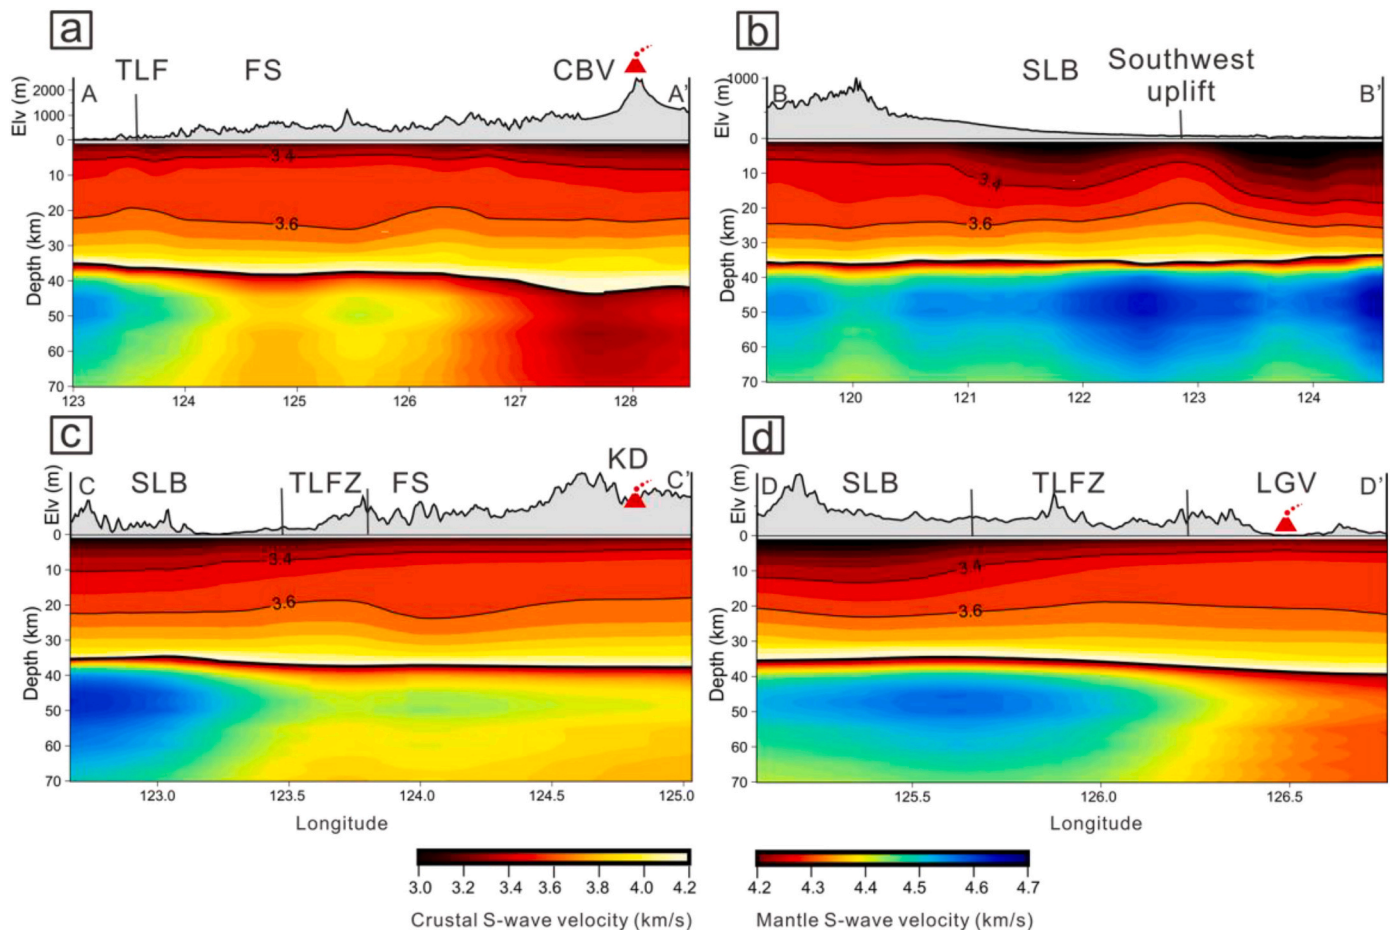 a
TLF FS CBV
Elv (m)
2000
1000
0
A A'
3.4
3.6
Depth (km)
10
20
30
40
50
60
70
123 124 125 126 127 128
b
SLB Southwest
uplift
Elv (m)
1000
0
B B'
3.4
3.6
Depth (km)
10
20
30
40
50
60
70
120 121 122 123 124
c
SLB TLFZ FS KD
Elv (m)
0
C C'
3.4
3.6
Depth (km)
10
20
30
40
50
60
70
123.0 123.5 124.0 124.5 125.0
Longitude
d
SLB TLFZ LGV
Elv (m)
0
D D'
3.4
3.6
Depth (km)
10
20
30
40
50
60
70
125.5 126.0 126.5
Longitude
3.0 3.2 3.4 3.6 3.8 4.0 4.2
Crustal S-wave velocity (km/s)
4.2 4.3 4.4 4.5 4.6 4.7
Mantle S-wave velocity (km/s)